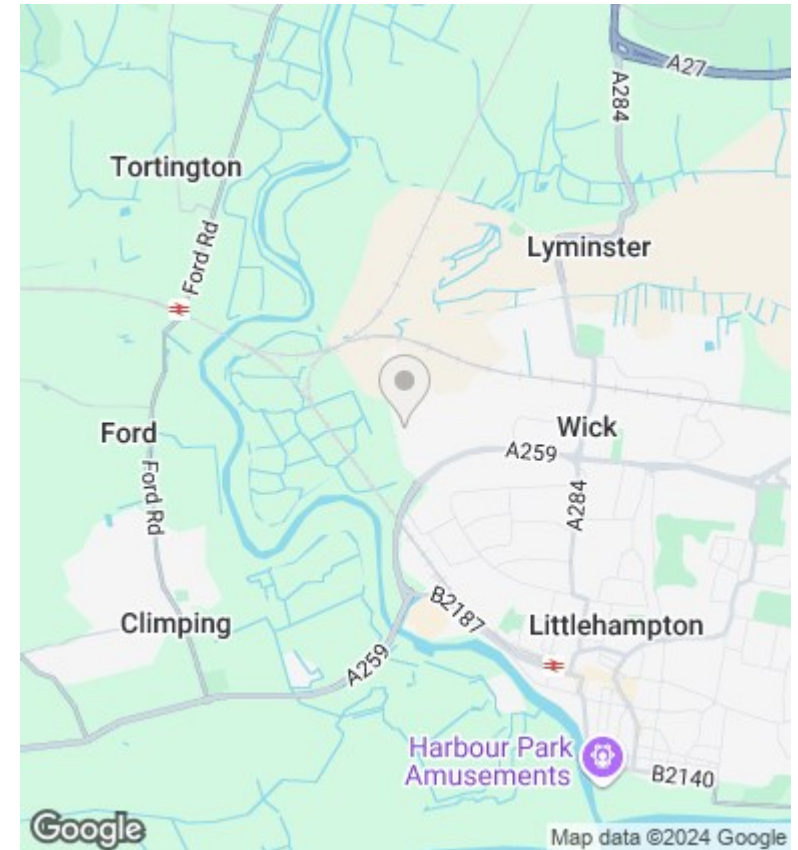 A27
A284
Tortington
Ford Rd
Lyminster
Ford
Wick
A259
Ford Rd
A284
Climping
B2187
Littlehampton
A259
Harbour Park
Amusements
B2140
Google
Map data ©2024 Google